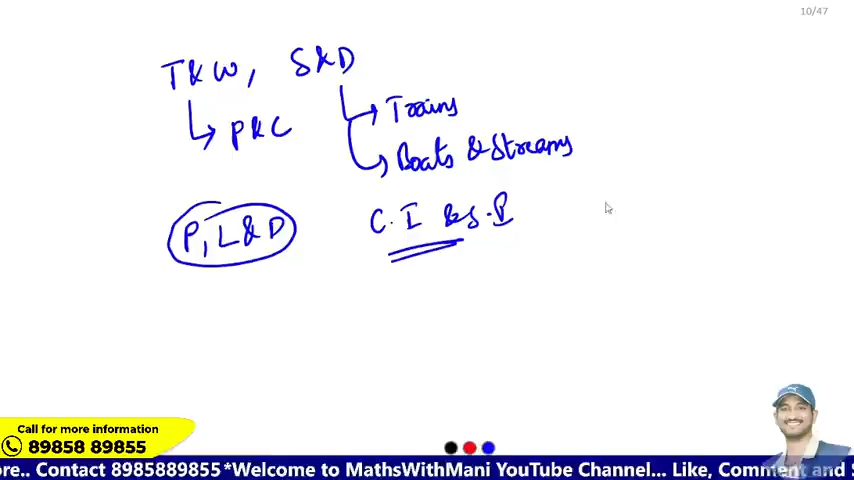 10/47
T & W, S & D
Trains
P & C
Boats & Streams
P, L & D C. I & S. I
Call for more information
89858 89855
ore.. Contact 8985889855 *Welcome to MathsWithMani YouTube Channel... Like, Comment and S